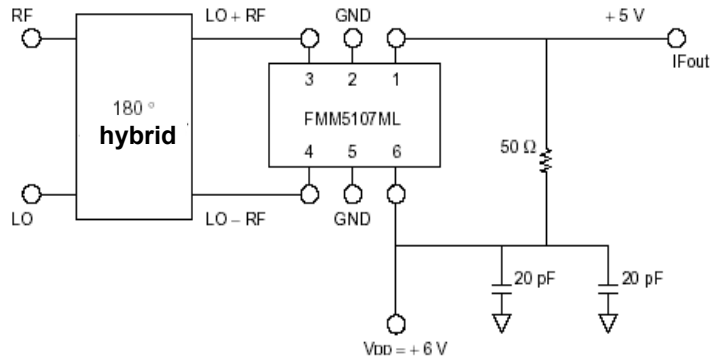 RF
LO + RF
GND
+ 5 V
IFout
3 2 1
180 °
hybrid
FMM5107ML
50 Ω
4 5 6
LO
LO – RF
GND
20 pF
20 pF
VDD = + 6 V